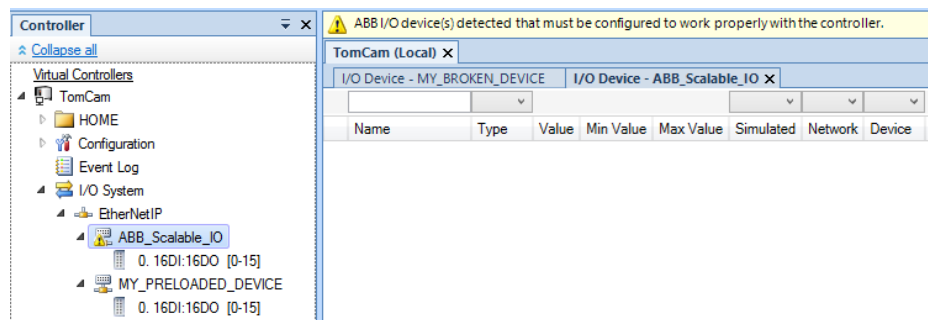 Controller
Collapse all
Virtual Controllers
TomCam
HOME
Configuration
Event Log
I/O System
EtherNetIP
ABB_Scalable_IO
0. 16DI:16DO [0-15]
MY_PRELOADED_DEVICE
0. 16DI:16DO [0-15]
ABB I/O device(s) detected that must be configured to work properly with the controller.
TomCam (Local) X
I/O Device - MY_BROKEN_DEVICE I/O Device - ABB_Scalable_IO X
Name Type Value Min Value Max Value Simulated Network Device